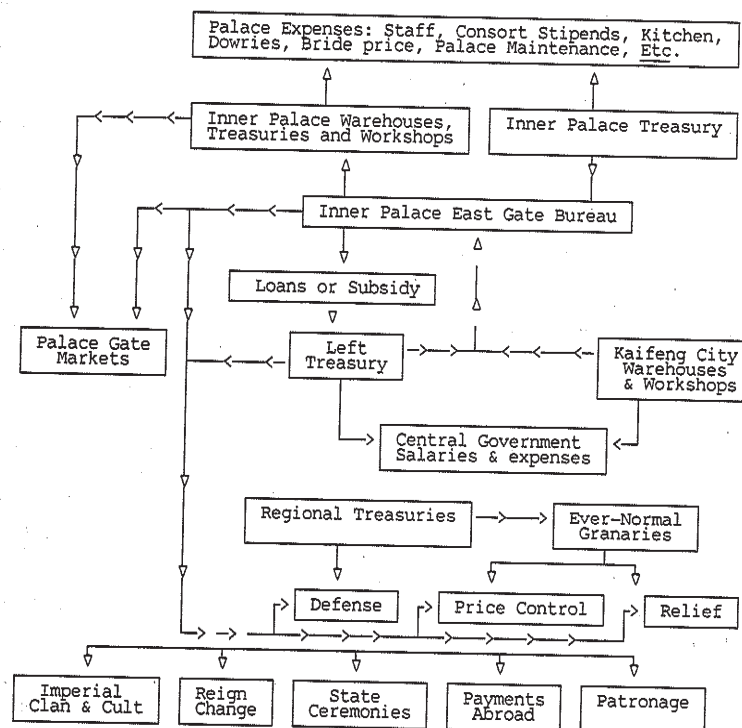 Palace Expenses: Staff, Consort Stipends, Kitchen,
Dowries, Bride price, Palace Maintenance, Etc.
Inner Palace Warehouses,
Treasuries and Workshops
Inner Palace Treasury
Inner Palace East Gate Bureau
Loans or Subsidy
Palace Gate
Markets
Left
Treasury
Kaifeng City
Warehouses
& Workshops
Central Government
Salaries & expenses
Regional Treasuries
Ever-Normal
Granaries
Defense
Price Control
Relief
Imperial
Clan & Cult
Reign
Change
State
Ceremonies
Payments
Abroad
Patronage